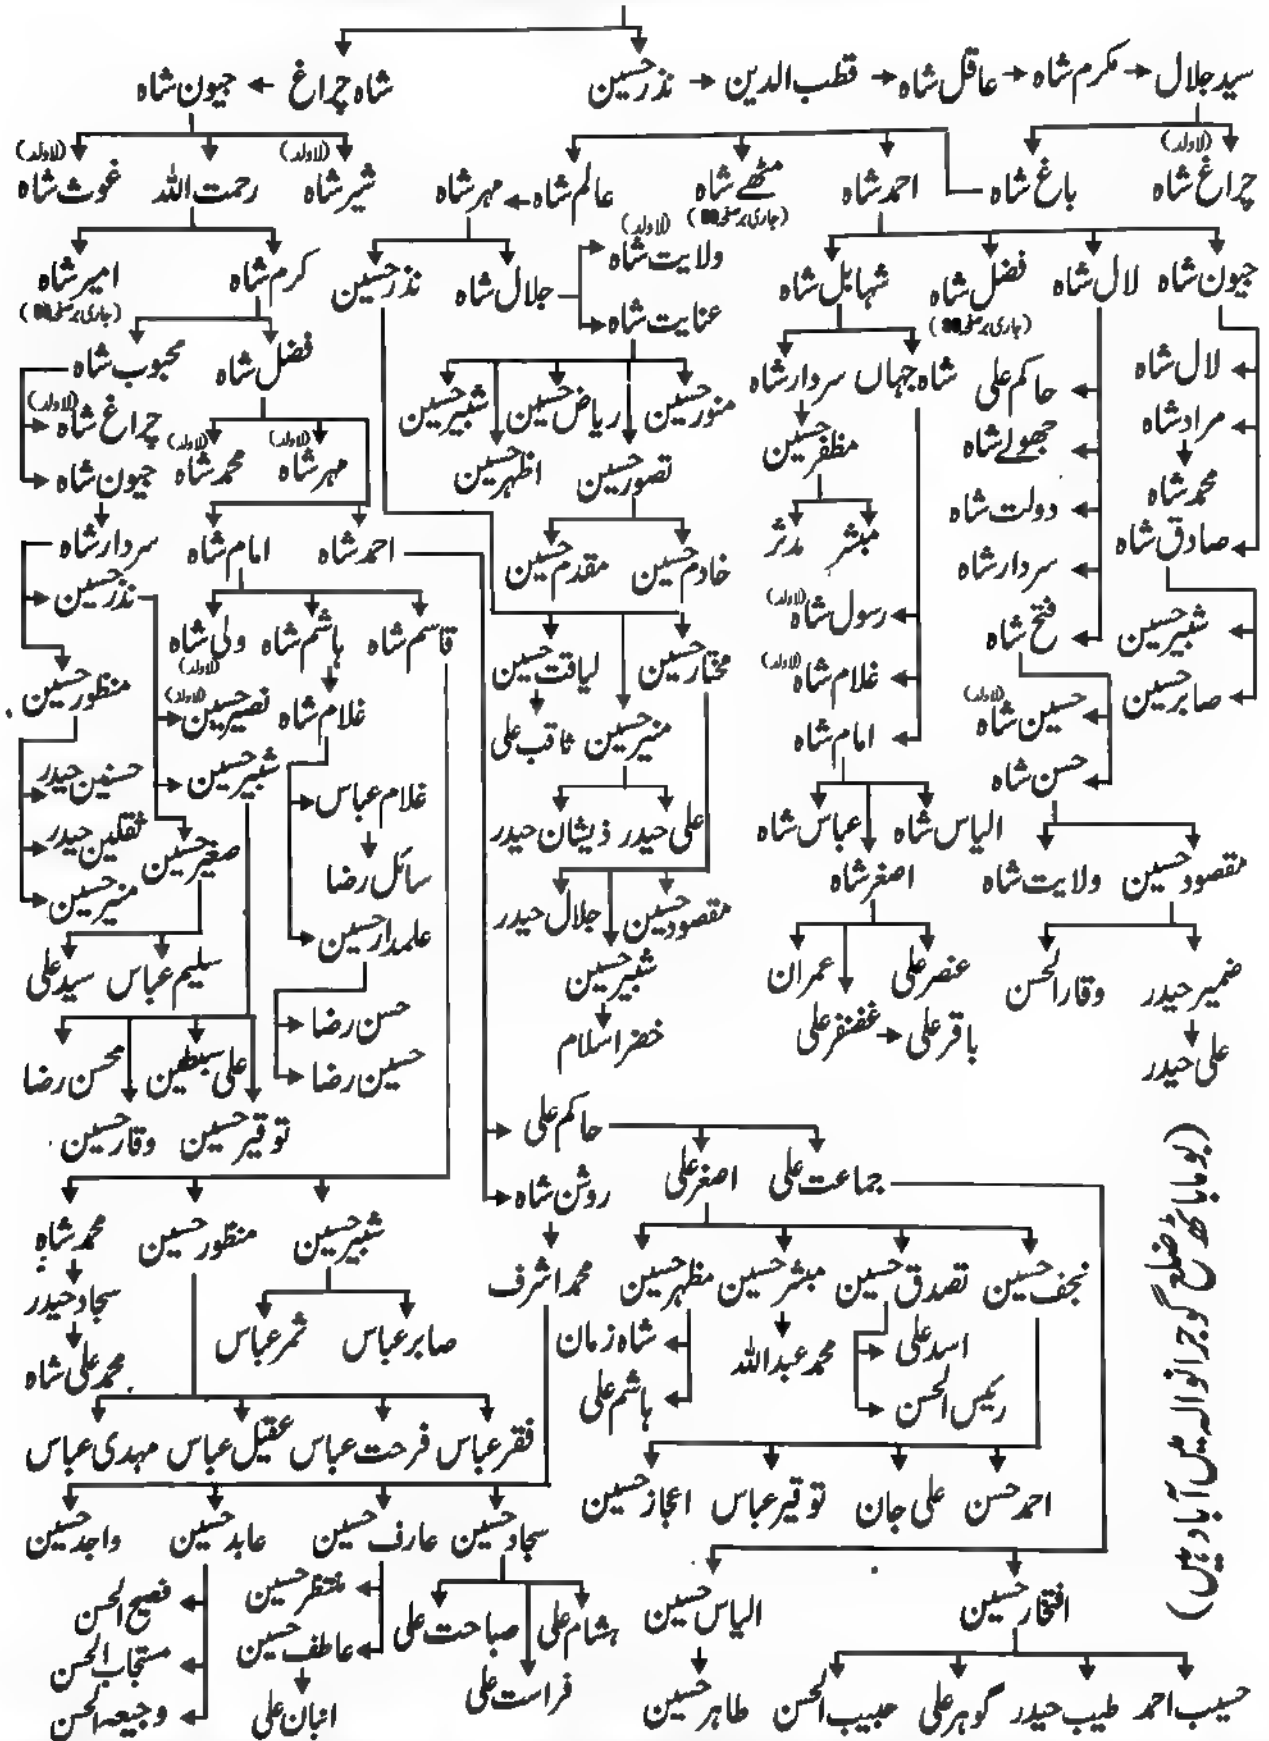 سید جلال مکرم شاہ عاقل شاہ قطب الدین نذر حسین شاہ چراغ جیون شاہ
(لاولد) (لاولد) (لاولد)
چراغ شاہ باغ شاہ احمد شاہ مٹھے شاہ عالم شاہ مہر شاہ شیر شاہ رحمت اللہ غوث شاہ
(جاری بر صفحہ) (لاولد)
ولایت شاہ
جیون شاہ لال شاہ فضل شاہ شہابل شاہ جلال شاہ نذر حسین کرم شاہ امیر شاہ
(جاری بر صفحہ) عنایت شاہ (جاری بر صفحہ)
لال شاہ حاکم علی شاہ جہاں سردار شاہ فضل شاہ محبوب شاہ
مراد شاہ جھولے شاہ مظفر حسین منور حسین ریاض حسین شبیر حسین چراغ شاہ (لاولد)
تصور حسین اظہر حسین مہر شاہ (لاولد) محمد شاہ (لاولد) جیون شاہ
محمد شاہ دولت شاہ
صادق شاہ سردار شاہ مبشر مدثر خادم حسین مقدم حسین احمد شاہ امام شاہ سردار شاہ
رسول شاہ (لاولد) نذر حسین
شبیر حسین فتح شاہ غلام شاہ (لاولد) مختار حسین لیاقت حسین قاسم شاہ ہاشم شاہ ولی شاہ (لاولد)
صابر حسین حسین شاہ (لاولد) امام شاہ منیر حسین ثاقب علی غلام شاہ نصیر حسین (لاولد) منظور حسین
حسن شاہ شبیر حسین حسنین حیدر
الیاس شاہ عباس شاہ علی حیدر ذیشان حیدر غلام عباس ثقلین حیدر
مقصود حسین ولایت شاہ اصغر شاہ سائل رضا صغیر حسین منیر حسین
مقصود حسین جلال حیدر علمدار حسین
ضمیر حیدر وقار الحسن عنصر علی عمران شبیر حسین سلیم عباس سید علی
علی حیدر باقر علی غضنفر علی خضر اسلام حسن رضا
حسین رضا علی سبطین محسن رضا
حاکم علی توقیر حسین وقار حسین
جماعت علی اصغر علی روشن شاہ
نجف حسین تصدق حسین مبشر حسین مظہر حسین محمد اشرف شبیر حسین منظور حسین محمد شاہ
سجاد حیدر
اسد علی محمد عبداللہ شاہ زمان صابر عباس ثمر عباس
رئیس الحسن ہاشم علی محمد علی شاہ
فقر عباس فرحت عباس عقیل عباس مہدی عباس
احمد حسن علی جان توقیر عباس اعجاز حسین
سجاد حسین عارف حسین عابد حسین واجد حسین
افتخار حسین الیاس حسین ہشام علی صباحت علی منتظر حسین فصیح الحسن
عاطف حسین مستجاب الحسن
حسیب احمد طیب حیدر گوہر علی حبیب الحسن طاہر حسین فراست علی وجیعہ الحسن
ضلع گوجرانوالہ میں آباد ہیں)